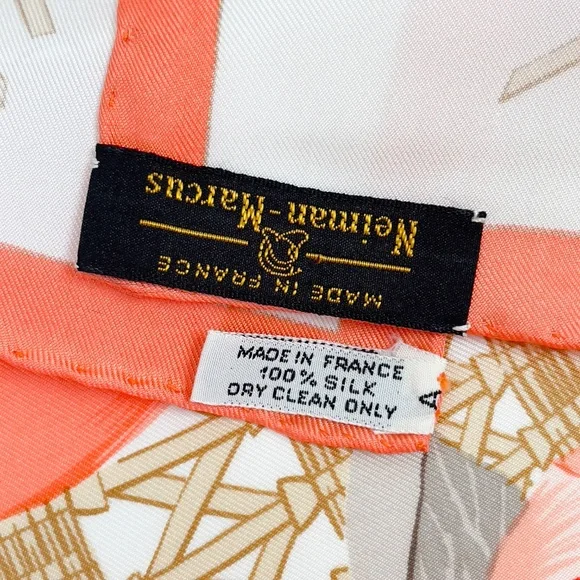 Neiman-Marcus
MADE IN FRANCE
MADE IN FRANCE
100% SILK
DRY CLEAN ONLY
A